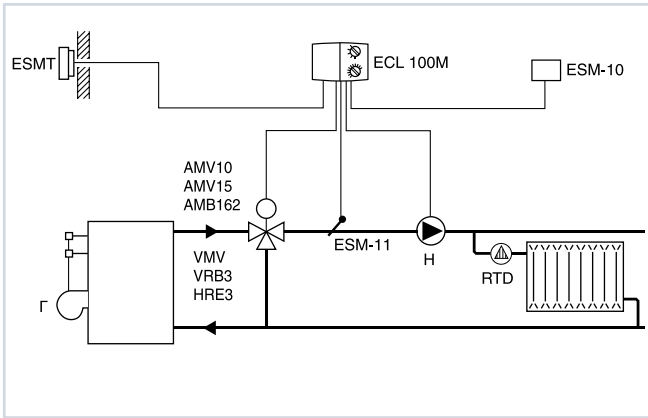 ESMT
ECL 100M
ESM-10
AMV10
AMV15
AMB162
ESM-11
VMV
VRB3
HRE3
Н
RTD
Г